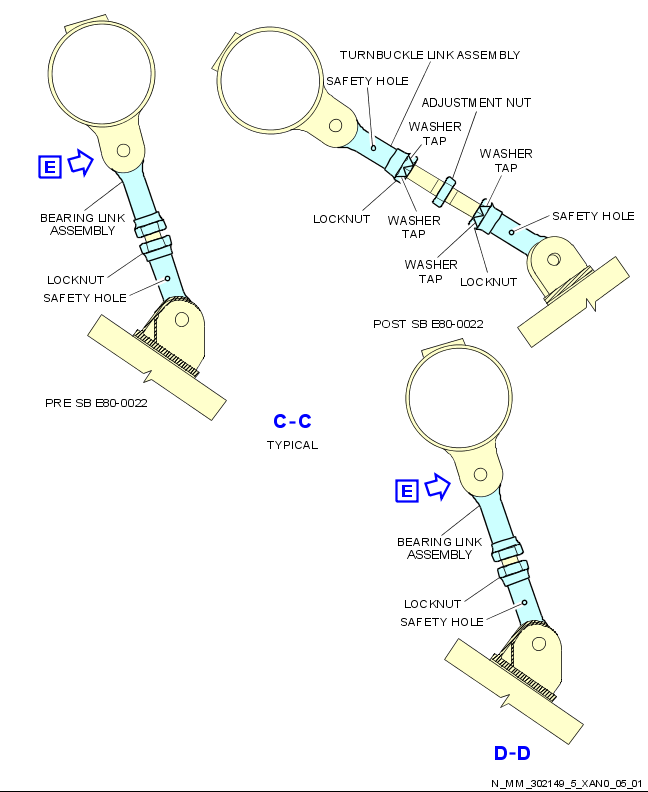 TURNBUCKLE LINK ASSEMBLY
SAFETY HOLE
ADJUSTMENT NUT
WASHER
TAP
WASHER
TAP
E
BEARING LINK
ASSEMBLY
LOCKNUT
WASHER
TAP
SAFETY HOLE
WASHER
TAP
LOCKNUT
LOCKNUT
SAFETY HOLE
POST SB E80-0022
PRE SB E80-0022
C-C
TYPICAL
E
BEARING LINK
ASSEMBLY
LOCKNUT
SAFETY HOLE
D-D
N_MM_302149_5_XAN0_05_01